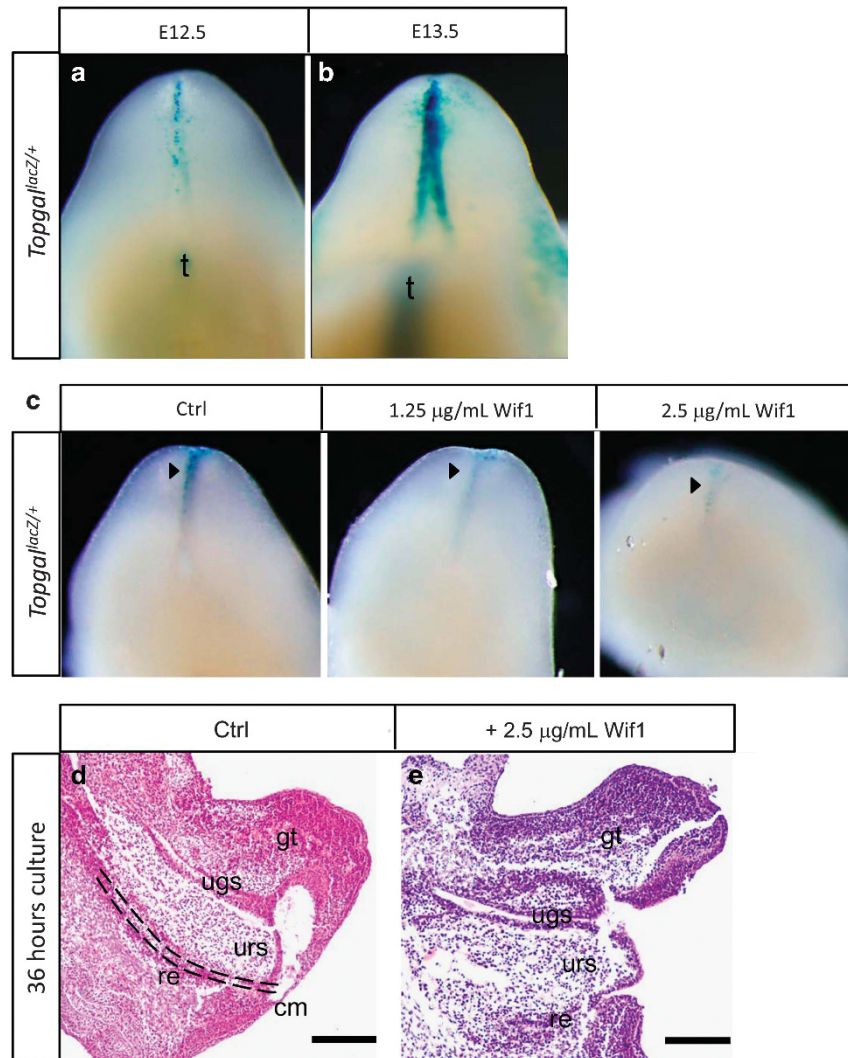 E12.5 E13.5
Topgal^lacZ/+
a b
t t
c
Ctrl 1.25 μg/mL Wif1 2.5 μg/mL Wif1
Topgal^lacZ/+
Ctrl + 2.5 μg/mL Wif1
36 hours culture
d e
gt gt
ugs ugs
urs urs
re re
cm